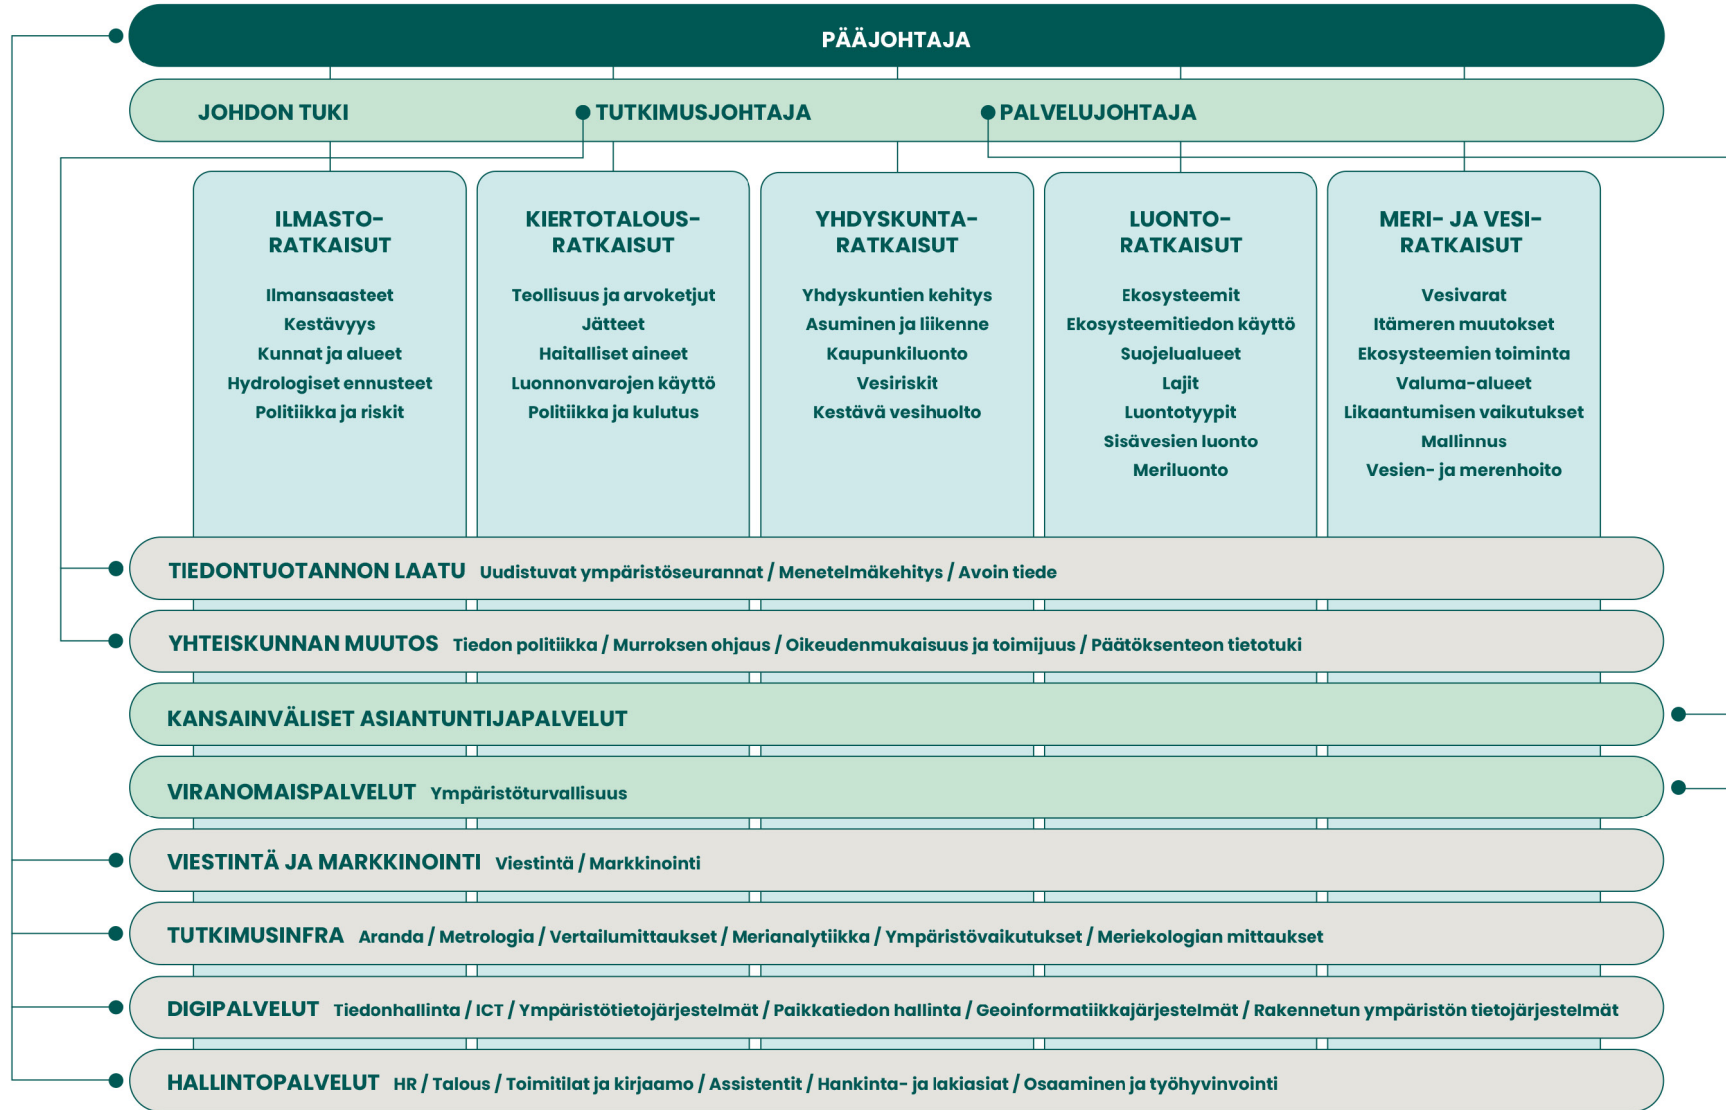 PÄÄJOHTAJA
JOHDON TUKI
TUTKIMUSJOHTAJA
PALVELUJOHTAJA
ILMASTO-
RATKAISUT
Ilmansaasteet
Kestävyys
Kunnat ja alueet
Hydrologiset ennusteet
Politiikka ja riskit
KIERTOTALOUS-
RATKAISUT
Teollisuus ja arvoketjut
Jätteet
Haitalliset aineet
Luonnonvarojen käyttö
Politiikka ja kulutus
YHDYSKUNTA-
RATKAISUT
Yhdyskuntien kehitys
Asuminen ja liikenne
Kaupunkiluonto
Vesiriskit
Kestävä vesihuolto
LUONTO-
RATKAISUT
Ekosysteemit
Ekosysteemitiedon käyttö
Suojelualueet
Lajit
Luontotyypit
Sisävesien luonto
Meriluonto
MERI- JA VESI-
RATKAISUT
Vesivarat
Itämeren muutokset
Ekosysteemien toiminta
Valuma-alueet
Likaantumisen vaikutukset
Mallinnus
Vesien- ja merenhoito
TIEDONTUOTANNON LAATU Uudistuvat ympäristöseurannat / Menetelmäkehitys / Avoin tiede
YHTEISKUNNAN MUUTOS Tiedon politiikka / Murroksen ohjaus / Oikeudenmukaisuus ja toimijuus / Päätöksenteon tietotuki
KANSAINVÄLISET ASIANTUNTIJAPALVELUT
VIRANOMAISPALVELUT Ympäristöturvallisuus
VIESTINTÄ JA MARKKINOINTI Viestintä / Markkinointi
TUTKIMUSINFRA Aranda / Metrologia / Vertailumittaukset / Merianalytiikka / Ympäristövaikutukset / Meriekologian mittaukset
DIGIPALVELUT Tiedonhallinta / ICT / Ympäristötietojärjestelmät / Paikkatiedon hallinta / Geoinformatiikkajärjestelmät / Rakennetun ympäristön tietojärjestelmät
HALLINTOPALVELUT HR / Talous / Toimitilat ja kirjaamo / Assistentit / Hankinta- ja lakiasiat / Osaaminen ja työhyvinvointi